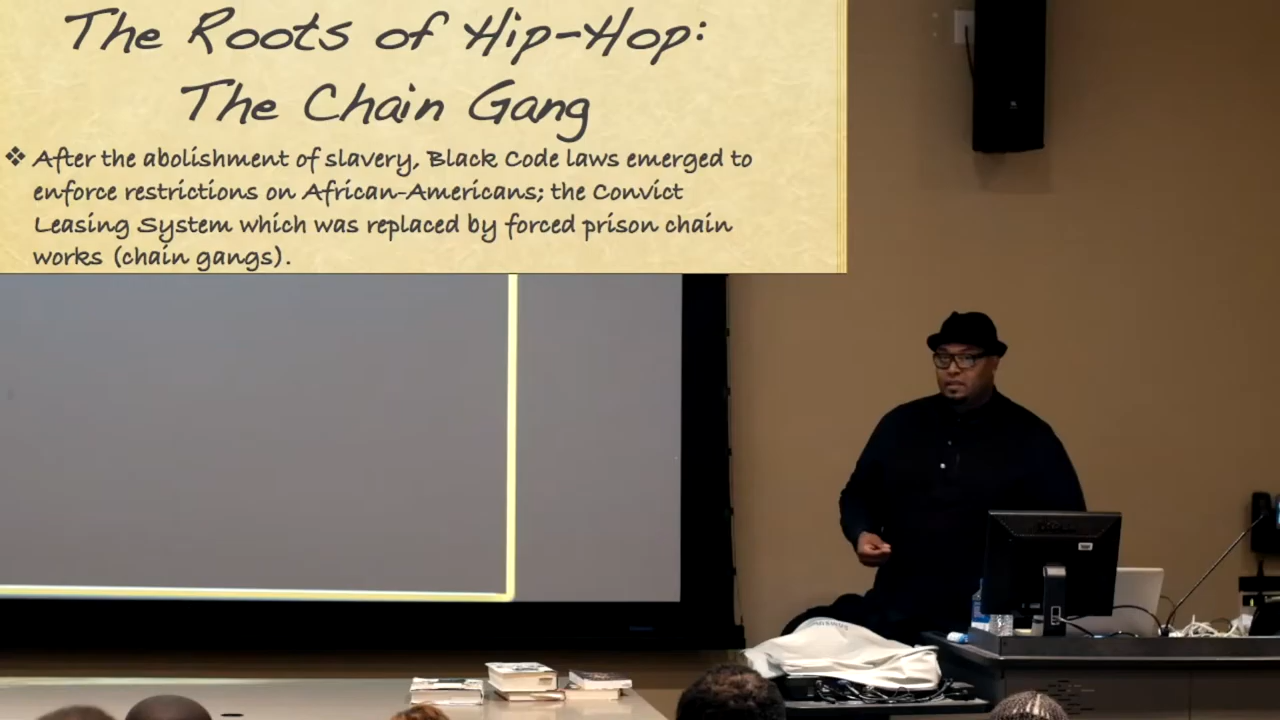 The Roots of Hip-Hop:
The Chain Gang
❖ After the abolishment of slavery, Black Code laws emerged to
enforce restrictions on African-Americans; the Convict
Leasing System which was replaced by forced prison chain
works (chain gangs).